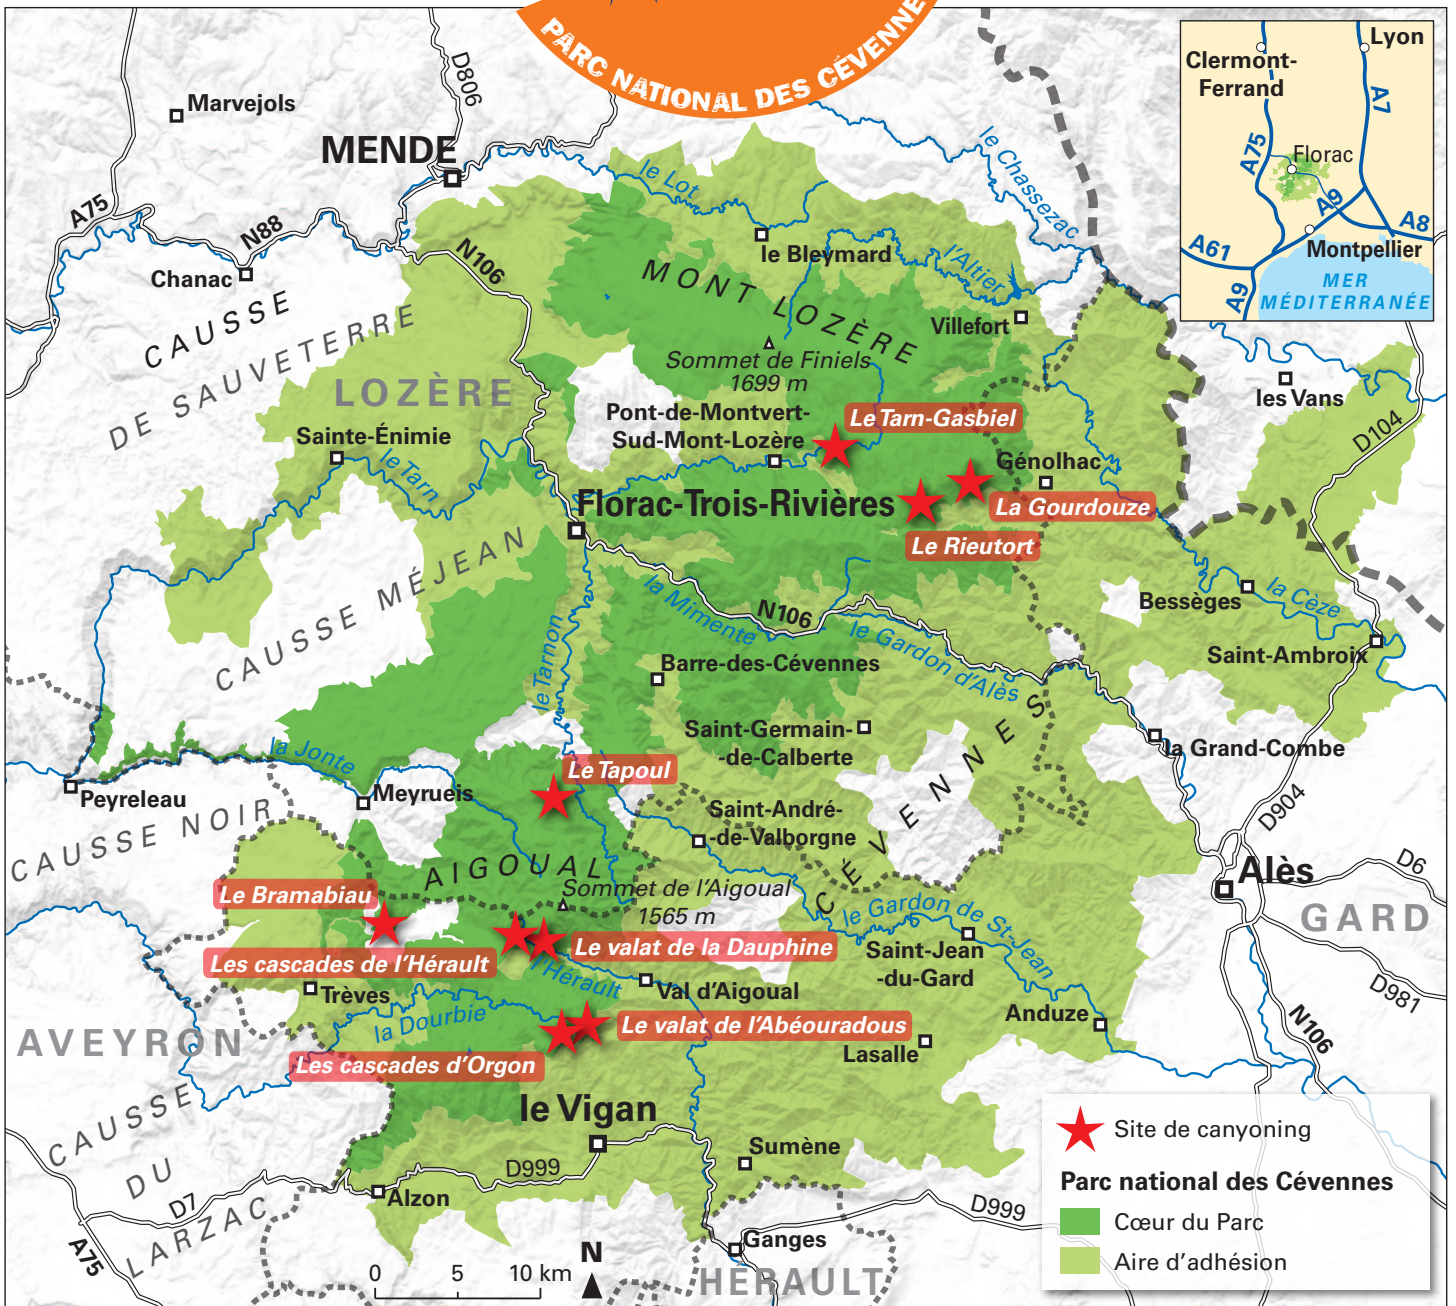 PARC NATIONAL DES CÉVENNES
Clermont-
Ferrand
Lyon
A7
A75
Florac
A9
A8
A61
Montpellier
A9
MER
MÉDITERRANÉE
Marvejols
D806
MENDE
le Lot
le Chassezac
A75
N88
N106
Chanac
le Bleymard
l'Altier
MONT LOZÈRE
CAUSSE
DE SAUVETERRE
Villefort
Sommet de Finiels
1699 m
les Vans
LOZÈRE
Pont-de-Montvert-
Sud-Mont-Lozère
Le Tarn-Gasbiel
D104
Sainte-Énimie
le Tarn
Génolhac
Florac-Trois-Rivières
La Gourdouze
Le Rieutort
CAUSSE MÉJEAN
la Mimente
N106
Bessèges
la Cèze
le Gardon d'Alès
Saint-Ambroix
le Tarnon
Barre-des-Cévennes
Saint-Germain-
-de-Calberte
la Grand-Combe
la Jonte
Le Tapoul
Peyreleau
Meyrueis
CAUSSE NOIR
Saint-André-
-de-Valborgne
CÉVENNES
D904
D6
AIGOUAL
Alès
Le Bramabiau
Sommet de l'Aigoual
1565 m
le Gardon de St-Jean
GARD
Le valat de la Dauphine
Saint-Jean
-du-Gard
Les cascades de l'Hérault
l'Hérault
Trèves
Val d'Aigoual
D981
la Dourbie
Anduze
N106
Le valat de l'Abéouradous
AVEYRON
Lasalle
Les cascades d'Orgon
le Vigan
CAUSSE
DU
LARZAC
Sumène
D999
D7
Alzon
D999
A75
Ganges
HÉRAULT
0 5 10 km
N
Site de canyoning
Parc national des Cévennes
Cœur du Parc
Aire d'adhésion